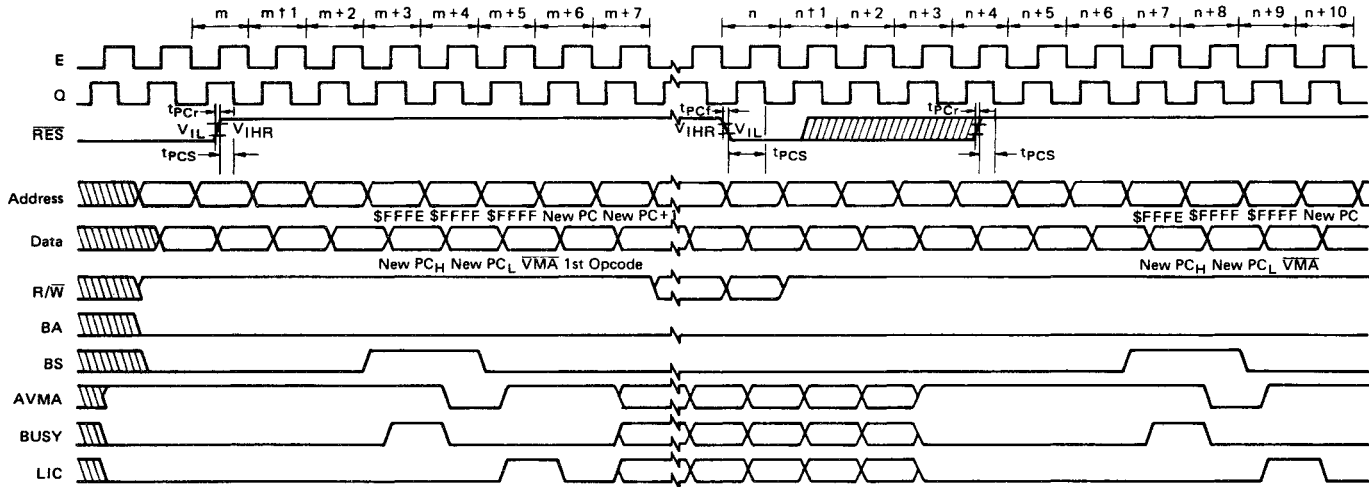 m m+1 m+2 m+3 m+4 m+5 m+6 m+7 n n+1 n+2 n+3 n+4 n+5 n+6 n+7 n+8 n+9 n+10
E
Q
tPCr tPCf tPCr
RES VIL VIHR VIHR VIL
tPCS tPCS tPCS
Address
$FFFE $FFFF $FFFF New PC New PC+1 $FFFE $FFFF $FFFF New PC
Data
New PCH New PCL VMA 1st Opcode New PCH New PCL VMA
R/W
BA
BS
AVMA
BUSY
LIC